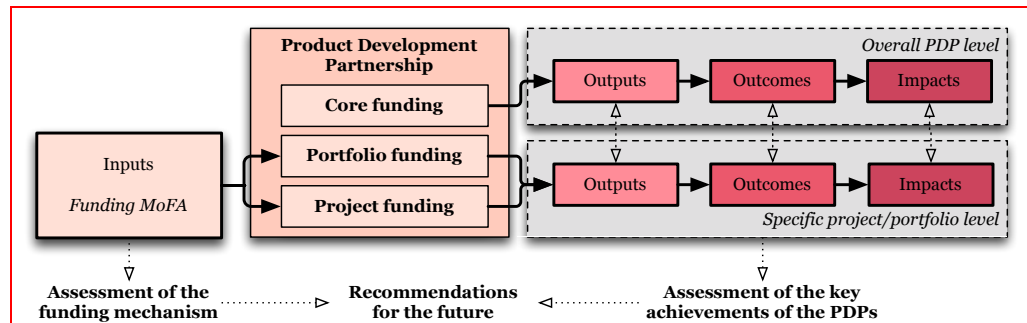 Product Development
Partnership
Core funding
Portfolio funding
Project funding
Inputs
Funding MoFA
Overall PDP level
Outputs
Outcomes
Impacts
Outputs
Outcomes
Impacts
Specific project/portfolio level
Assessment of the
funding mechanism
Recommendations
for the future
Assessment of the key
achievements of the PDPs